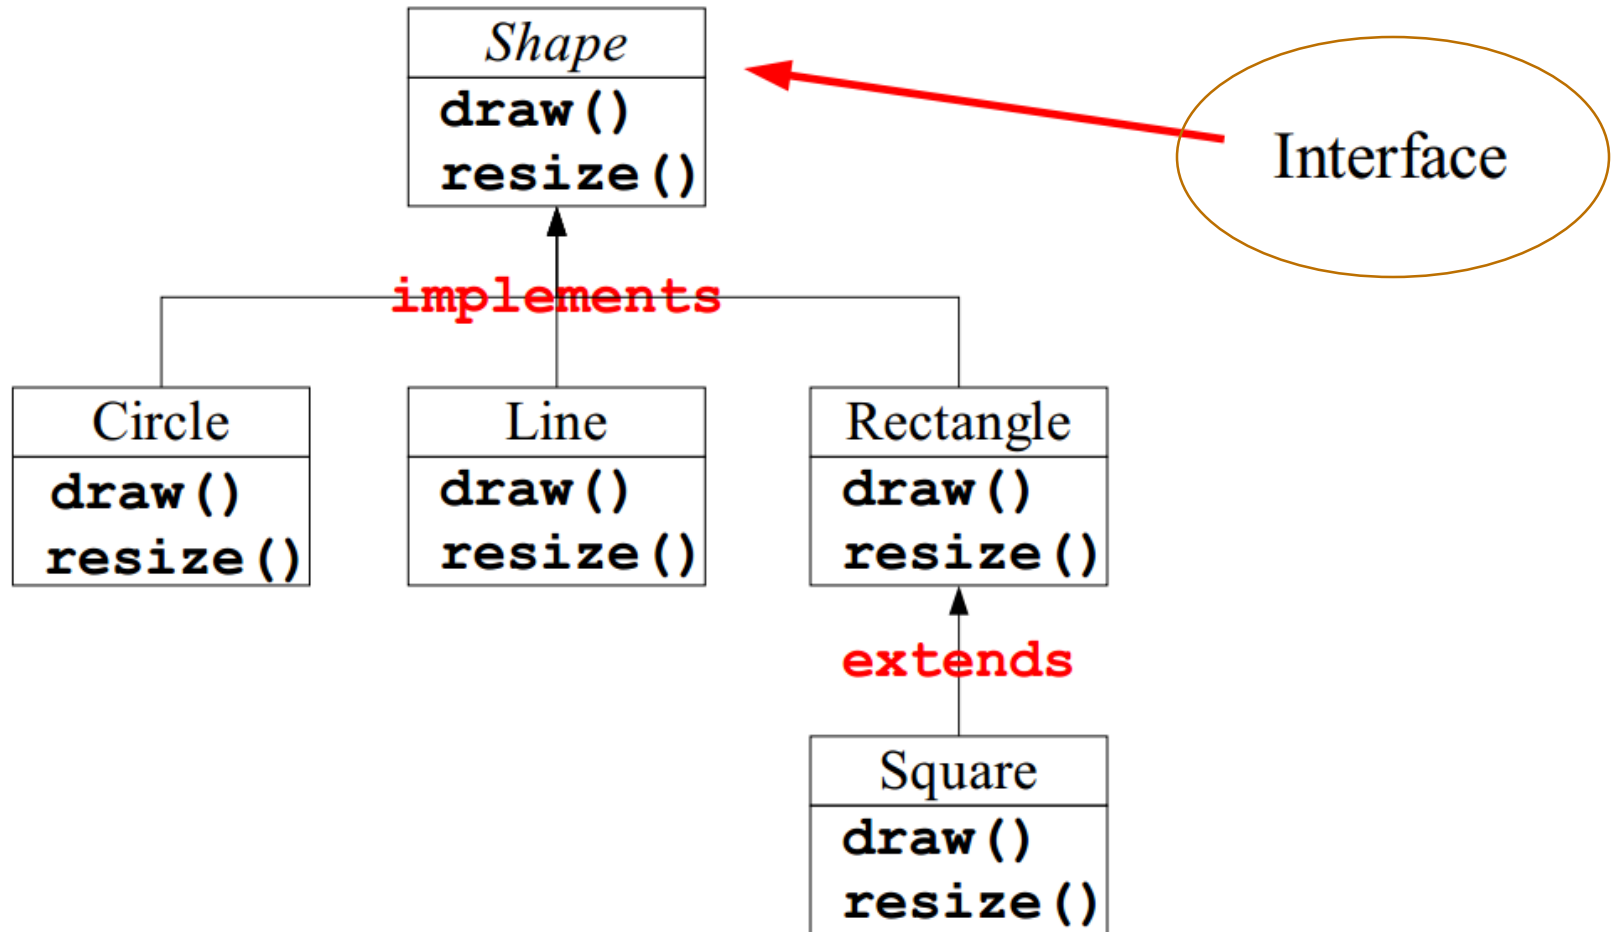 Shape
draw()
resize()
Interface
implements
Circle
draw()
resize()
Line
draw()
resize()
Rectangle
draw()
resize()
extends
Square
draw()
resize()